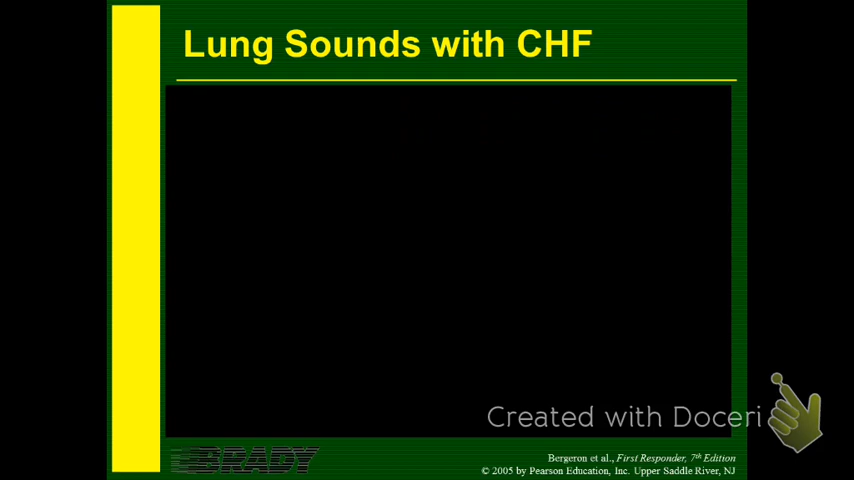 Lung Sounds with CHF
Created with Doceri
BRADY
Bergeron et al., First Responder, 7th Edition
© 2005 by Pearson Education, Inc. Upper Saddle River, NJ